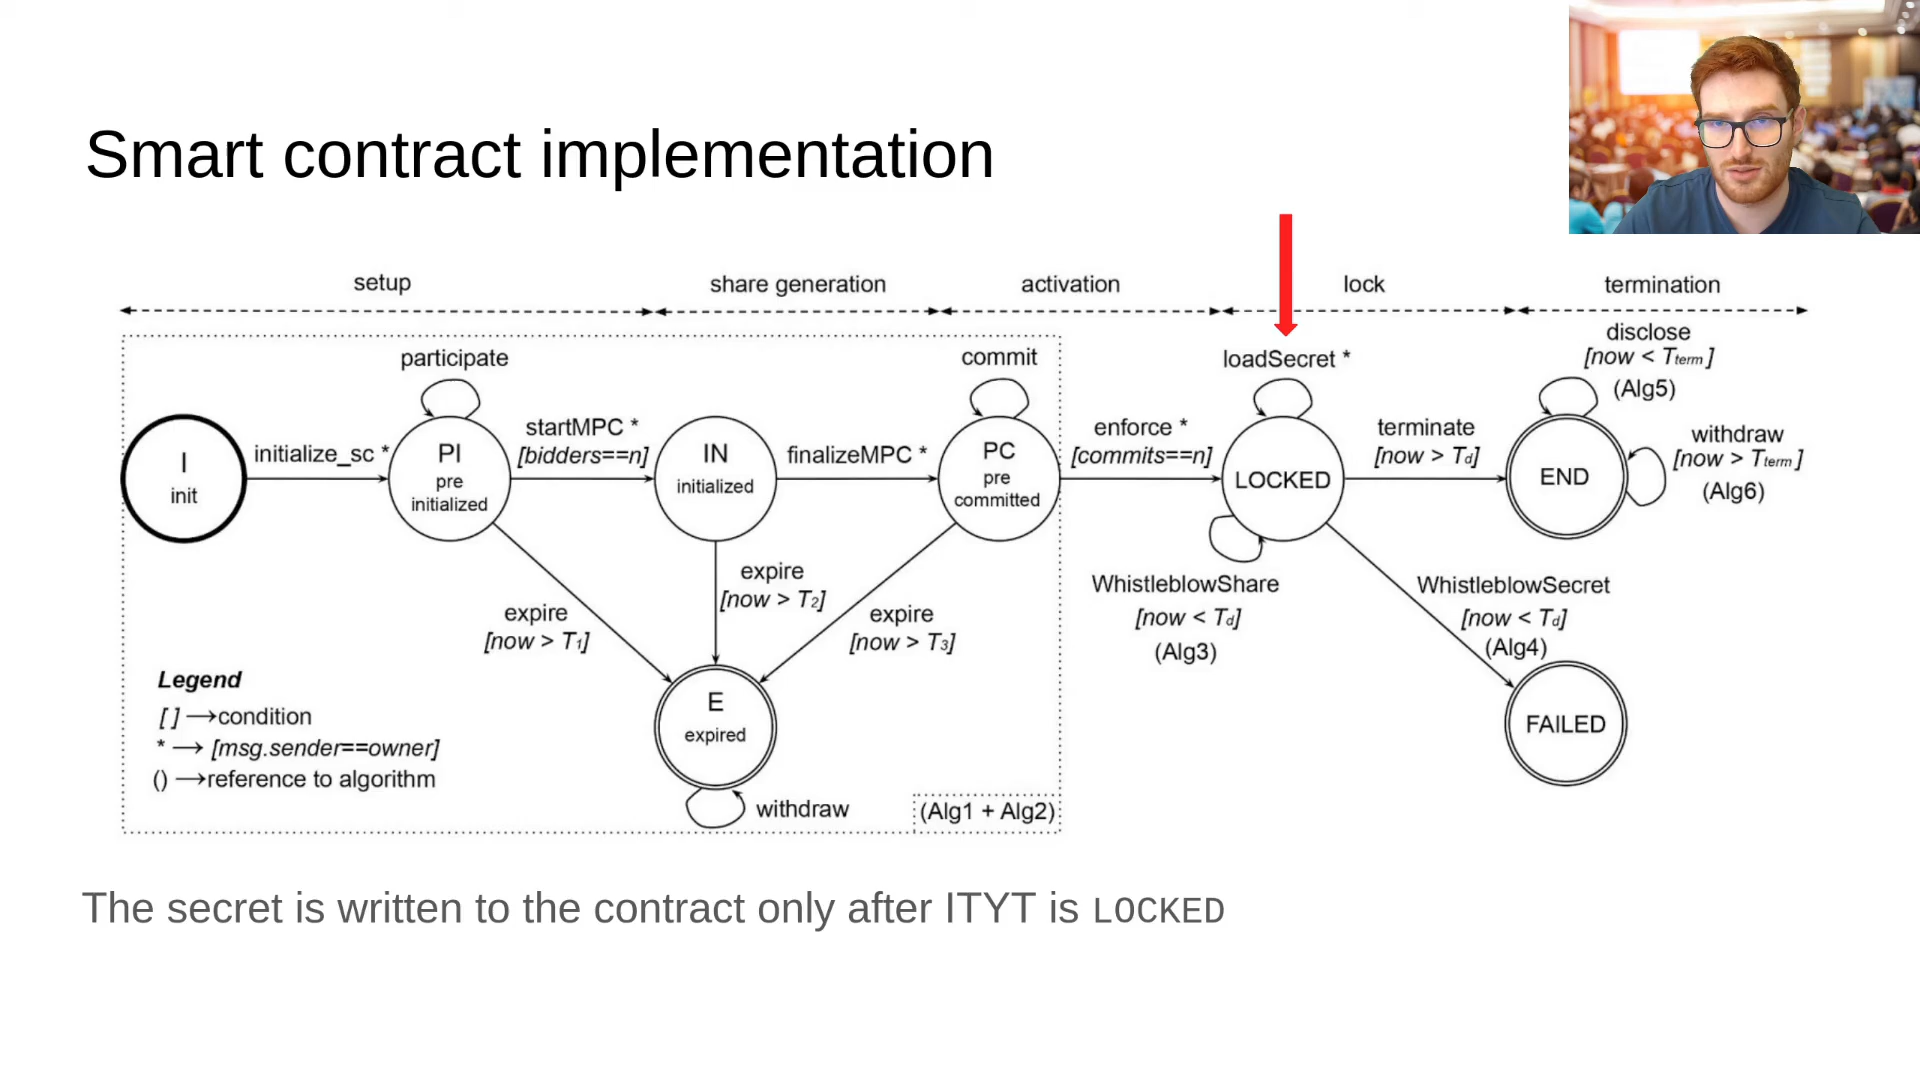 Smart contract implementation
setup
share generation
activation
lock
termination
participate
commit
loadSecret *
disclose
[now < Tterm]
(Alg5)
I
init
initialize_sc *
PI
pre
initialized
startMPC *
[bidders==n]
IN
initialized
finalizeMPC *
PC
pre
committed
enforce *
[commits==n]
LOCKED
terminate
[now > Td]
END
withdraw
[now > Tterm]
(Alg6)
expire
[now > T1]
expire
[now > T2]
expire
[now > T3]
WhistleblowShare
[now < Td]
(Alg3)
WhistleblowSecret
[now < Td]
(Alg4)
E
expired
FAILED
withdraw
Legend
[ ] →condition
* → [msg.sender==owner]
() →reference to algorithm
(Alg1 + Alg2)
The secret is written to the contract only after ITYT is LOCKED